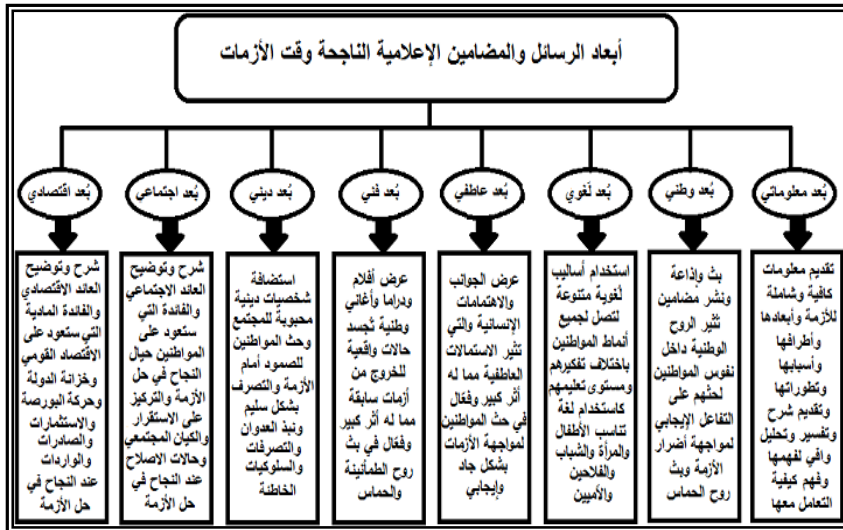 أبعاد الرسائل والمضامين الإعلامية الناجحة وقت الأزمات
بُعد معلوماتي
تقديم معلومات
كافية وشاملة
للأزمة وأبعادها
وأطرافها
وأسبابها
وتطوراتها
وتقديم شرح
وتفسير وتحليل
وافي لفهمها
وفهم كيفية
التعامل معها
بُعد وطني
بث وإذاعة
ونشر مضامين
تثير الروح
الوطنية داخل
نفوس المواطنين
لحثهم على
التفاعل الإيجابي
لمواجهة أضرار
الأزمة وبث
روح الحماس
بُعد لغوي
استخدام أساليب
لغوية متنوعة
لتصل لجميع
أنماط المواطنين
باختلاف تفكيرهم
ومستوى تعليمهم
كاستخدام لغة
تناسب الأطفال
والمرأة والشباب
والفلاحين
والأميين
بُعد عاطفي
عرض الجوانب
والاهتمامات
الإنسانية والتي
تثير الاستمالات
العاطفية مما له
أثر كبير وفعّال
في حث المواطنين
لمواجهة الأزمات
بشكل جاد
وإيجابي
بُعد فني
عرض أفلام
ودراما وأغاني
وطنية تُجسد
حالات واقعية
للخروج من
أزمات سابقة
مما له أثر كبير
وفعّال في بث
روح الطمأنينة
والحماس
بُعد ديني
استضافة
شخصيات دينية
محبوبة للمجتمع
وحث المواطنين
للصمود أمام
الأزمة والتصرف
بشكل سليم
ونبذ العدوان
والتصرفات
والسلوكيات
الخاطئة
بُعد اجتماعي
شرح وتوضيح
العائد الاجتماعي
والفائدة التي
ستعود على
المواطنين حيال
النجاح في حل
الأزمة والتركيز
على الاستقرار
والكيان المجتمعي
وحالات الاصلاح
عند النجاح في
حل الأزمة
بُعد اقتصادي
شرح وتوضيح
العائد الاقتصادي
والفائدة المادية
التي ستعود على
الاقتصاد القومي
وخزانة الدولة
وحركة البورصة
والاستثمارات
والصادرات
والواردات
عند النجاح في
حل الأزمة